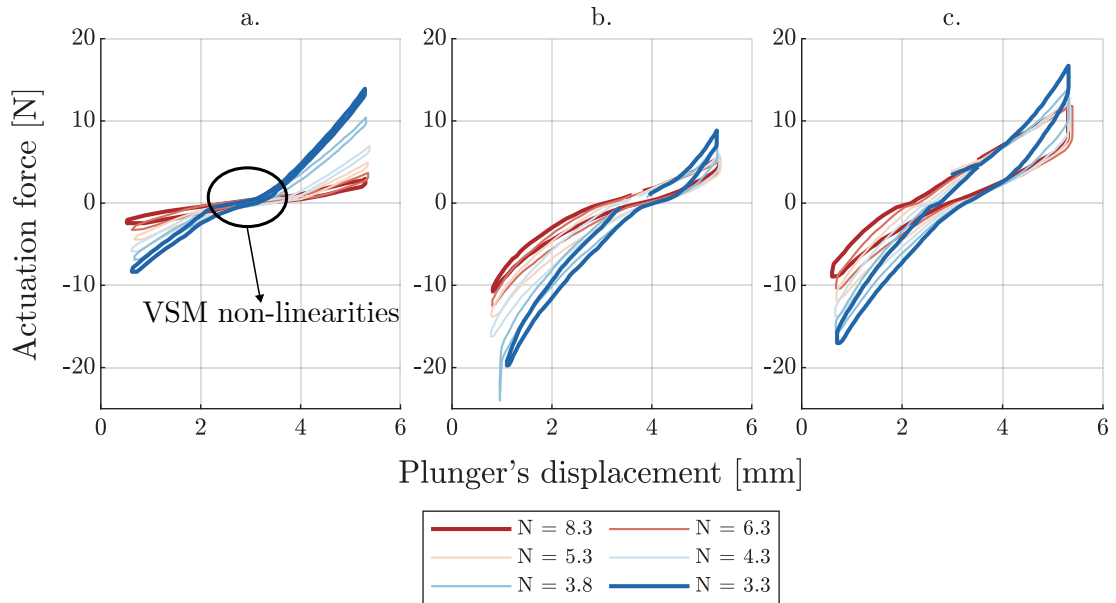 a.
b.
c.
20
10
0
-10
-20
0
2
4
6
20
10
0
-10
-20
0
2
4
6
20
10
0
-10
-20
0
2
4
6
Actuation force [N]
VSM non-linearities
Plunger's displacement [mm]
N = 8.3
N = 6.3
N = 5.3
N = 4.3
N = 3.8
N = 3.3